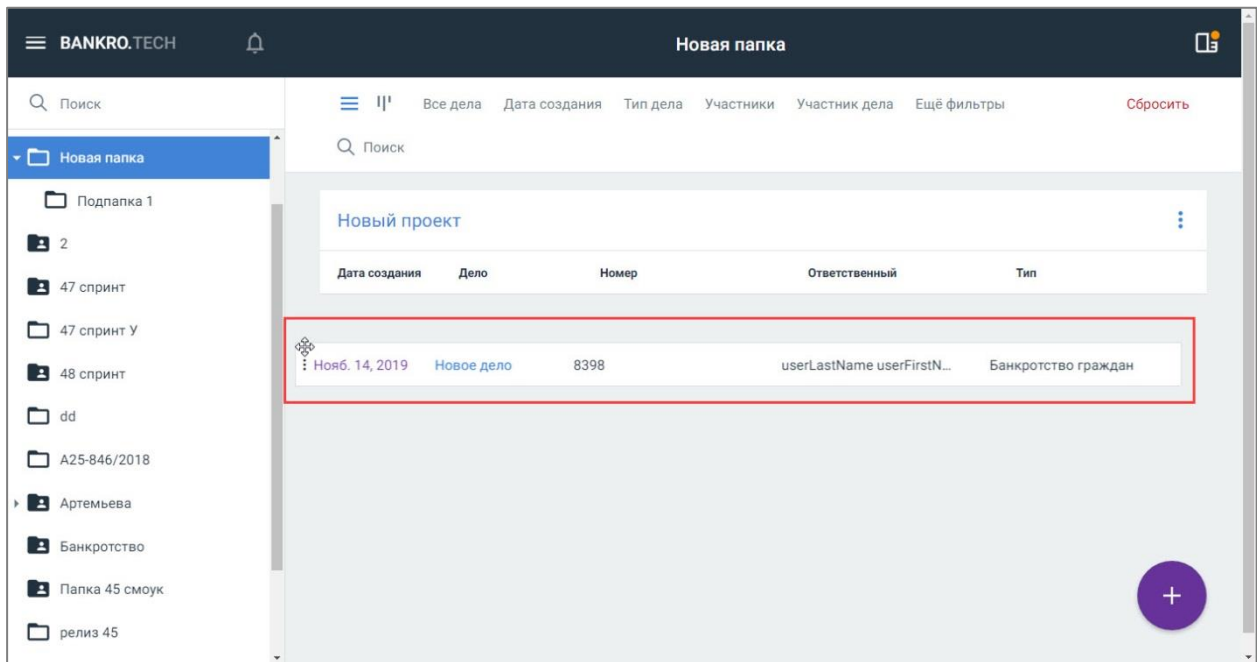 BANKRO.TECH
Новая папка
Поиск
Новая папка
Подпапка 1
2
47 спринт
47 спринт У
48 спринт
dd
А25-846/2018
Артемьева
Банкротство
Папка 45 смоук
релиз 45
Все дела Дата создания Тип дела Участники Участник дела Ещё фильтры Сбросить
Поиск
Новый проект
Дата создания Дело Номер Ответственный Тип
Нояб. 14, 2019 Новое дело 8398 userLastName userFirstN... Банкротство граждан